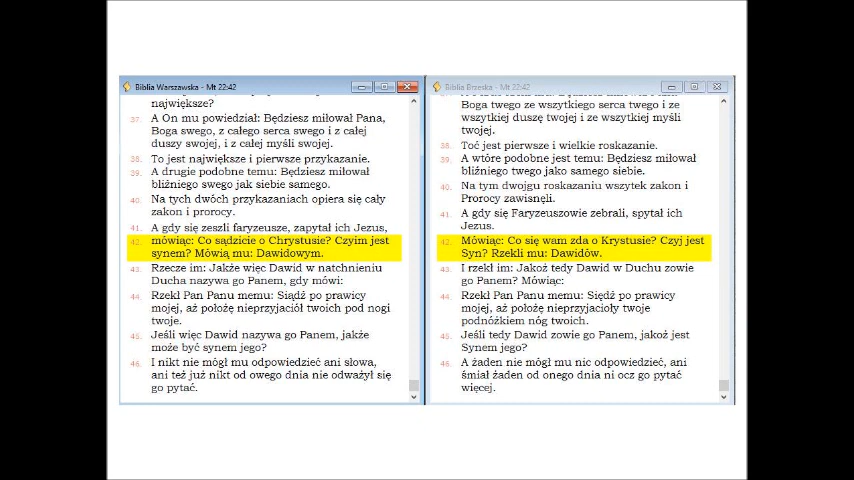 Biblia Warszawska - Mt 22:42
największe?
37. A On mu powiedział: Będziesz miłował Pana,
Boga swego, z całego serca swego i z całej
duszy swojej, i z całej myśli swojej.
38. To jest największe i pierwsze przykazanie.
39. A drugie podobne temu: Będziesz miłował
bliźniego swego jak siebie samego.
40. Na tych dwóch przykazaniach opiera się cały
zakon i prorocy.
41. A gdy się zeszli faryzeusze, zapytał ich Jezus,
42. mówiąc: Co sądzicie o Chrystusie? Czyim jest
synem? Mówią mu: Dawidowym.
43. Rzecze im: Jakże więc Dawid w natchnieniu
Ducha nazywa go Panem, gdy mówi:
44. Rzekł Pan Panu memu: Siądź po prawicy
mojej, aż położę nieprzyjaciół twoich pod nogi
twoje.
45. Jeśli więc Dawid nazywa go Panem, jakże
może być synem jego?
46. I nikt nie mógł mu odpowiedzieć ani słowa,
ani też już nikt od owego dnia nie odważył się
go pytać.
Biblia Brzeska - Mt 22:42
Boga twego ze wszytkiego serca twego i ze
wszytkiej duszę twojej i ze wszytkiej myśli
twojej.
38. Toć jest pierwsze i wielkie roskazanie.
39. A wtóre podobne jest temu: Będziesz miłował
bliźniego twego jako samego siebie.
40. Na tym dwojgu roskazaniu wszytek zakon i
Prorocy zawisnęli.
41. A gdy się Faryzeuszowie zebrali, spytał ich
Jezus.
42. Mówiąc: Co się wam zda o Krystusie? Czyj jest
Syn? Rzekli mu: Dawidów.
43. I rzekł im: Jakoż tedy Dawid w Duchu zowie
go Panem? Mówiąc:
44. Rzekł Pan Panu memu: Siędź po prawicy
mojej, aż położę nieprzyjacioły twoje
podnóżkiem nóg twoich.
45. Jeśli tedy Dawid zowie go Panem, jakoż jest
Synem jego?
46. A żaden nie mógł mu nic odpowiedzieć, ani
śmiał żaden od onego dnia ni ocz go pytać
więcej.